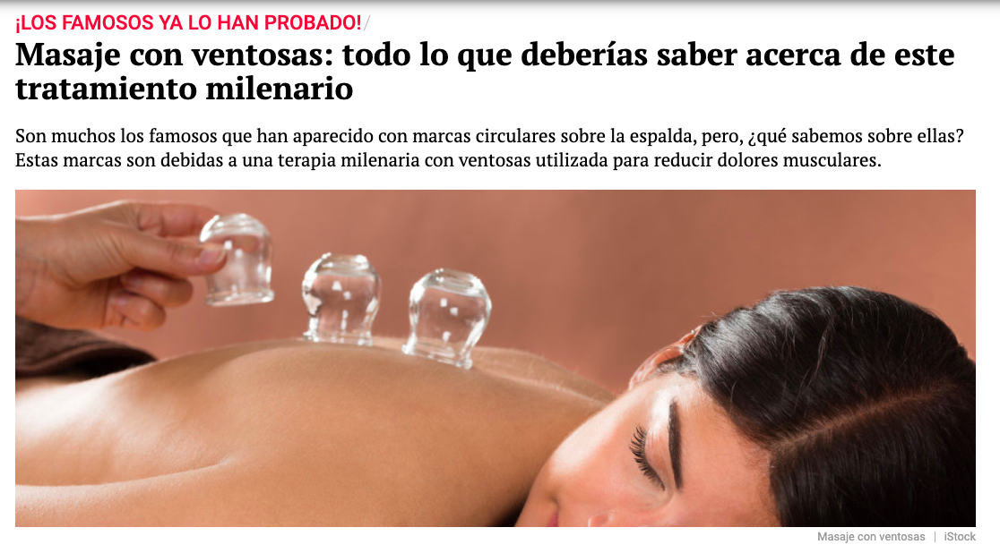 ¡LOS FAMOSOS YA LO HAN PROBADO!/
Masaje con ventosas: todo lo que deberías saber acerca de este
tratamiento milenario
Son muchos los famosos que han aparecido con marcas circulares sobre la espalda, pero, ¿qué sabemos sobre ellas?
Estas marcas son debidas a una terapia milenaria con ventosas utilizada para reducir dolores musculares.
Masaje con ventosas | iStock